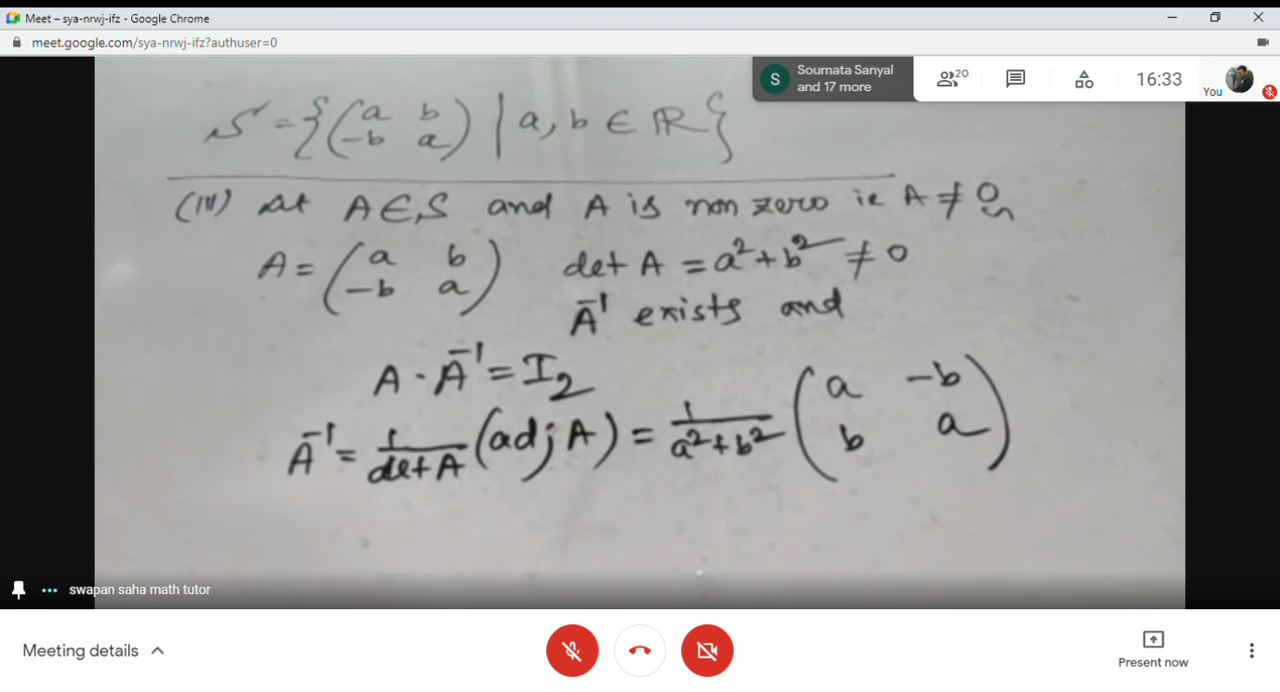 Meet – sya-nrwj-ifz - Google Chrome
meet.google.com/sya-nrwj-ifz?authuser=0
Soumata Sanyal
and 17 more
20
16:33
S
You
S = {(a b
-b a) | a, b ∈ ℝ}
(IV) Let A ∈ S and A is non zero ie A ≠ 0
A = (a b
-b a) det A = a² + b² ≠ 0
A⁻¹ exists and
A · A⁻¹ = I₂
A⁻¹ = 1/det A (adj A) = 1/a² + b² (a -b
b a)
swapan saha math tutor
Meeting details
Present now